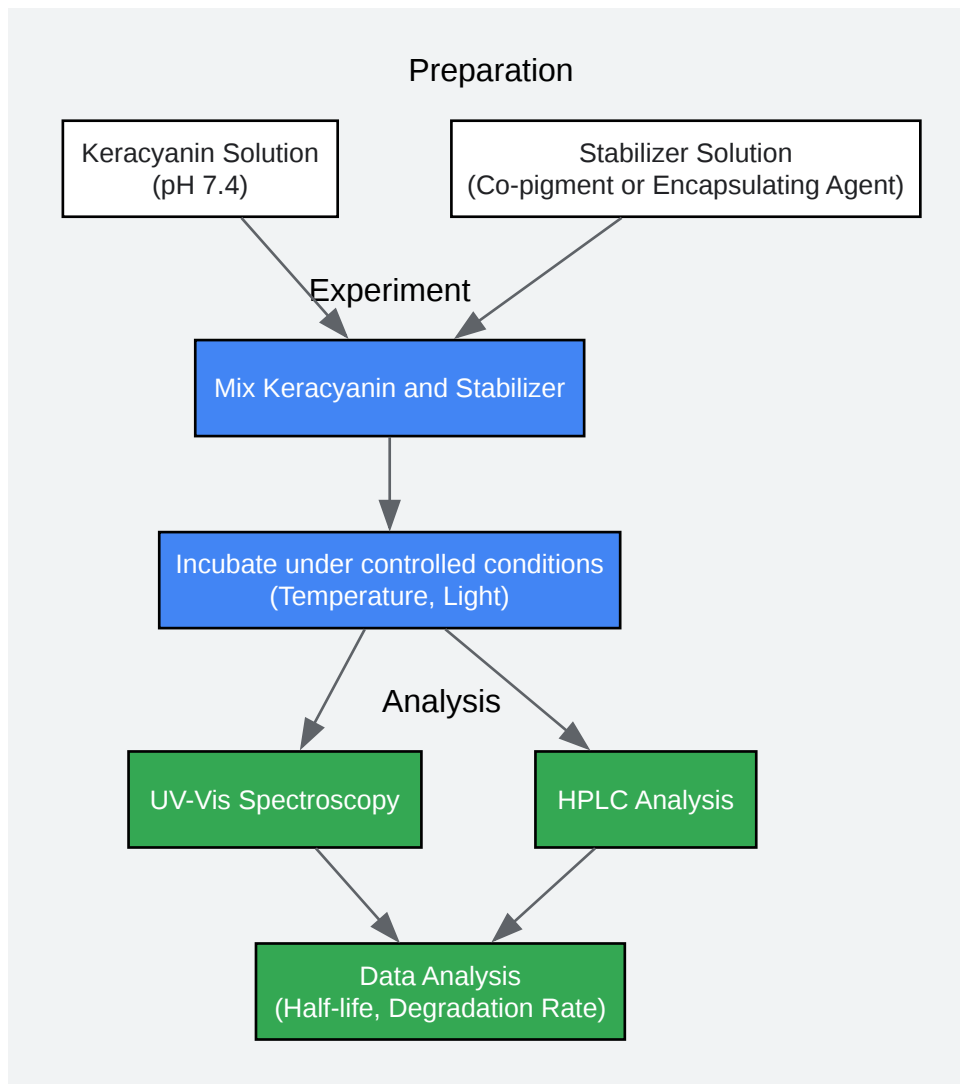 Preparation
Keracyanin Solution
(pH 7.4)
Stabilizer Solution
(Co-pigment or Encapsulating Agent)
Experiment
Mix Keracyanin and Stabilizer
Incubate under controlled conditions
(Temperature, Light)
Analysis
UV-Vis Spectroscopy
HPLC Analysis
Data Analysis
(Half-life, Degradation Rate)